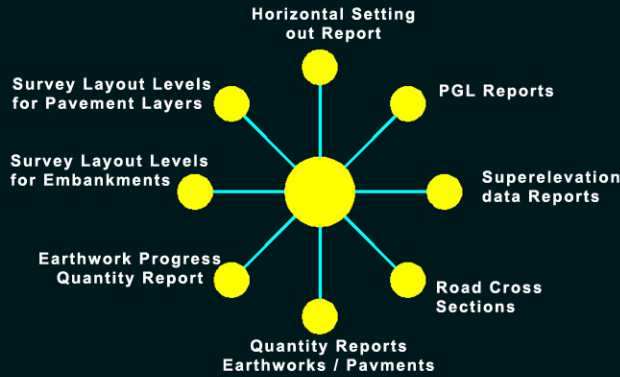 Horizontal Setting
out Report
PGL Reports
Superelevation
data Reports
Road Cross
Sections
Quantity Reports
Earthworks / Pavments
Earthwork Progress
Quantity Report
Survey Layout Levels
for Embankments
Survey Layout Levels
for Pavement Layers